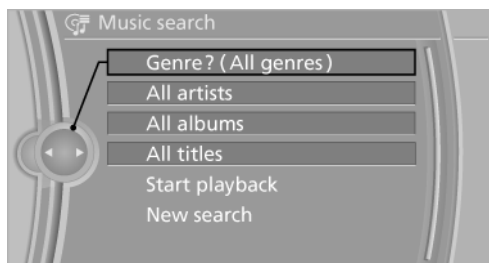 Music search
Genre? (All genres)
All artists
All albums
All titles
Start playback
New search